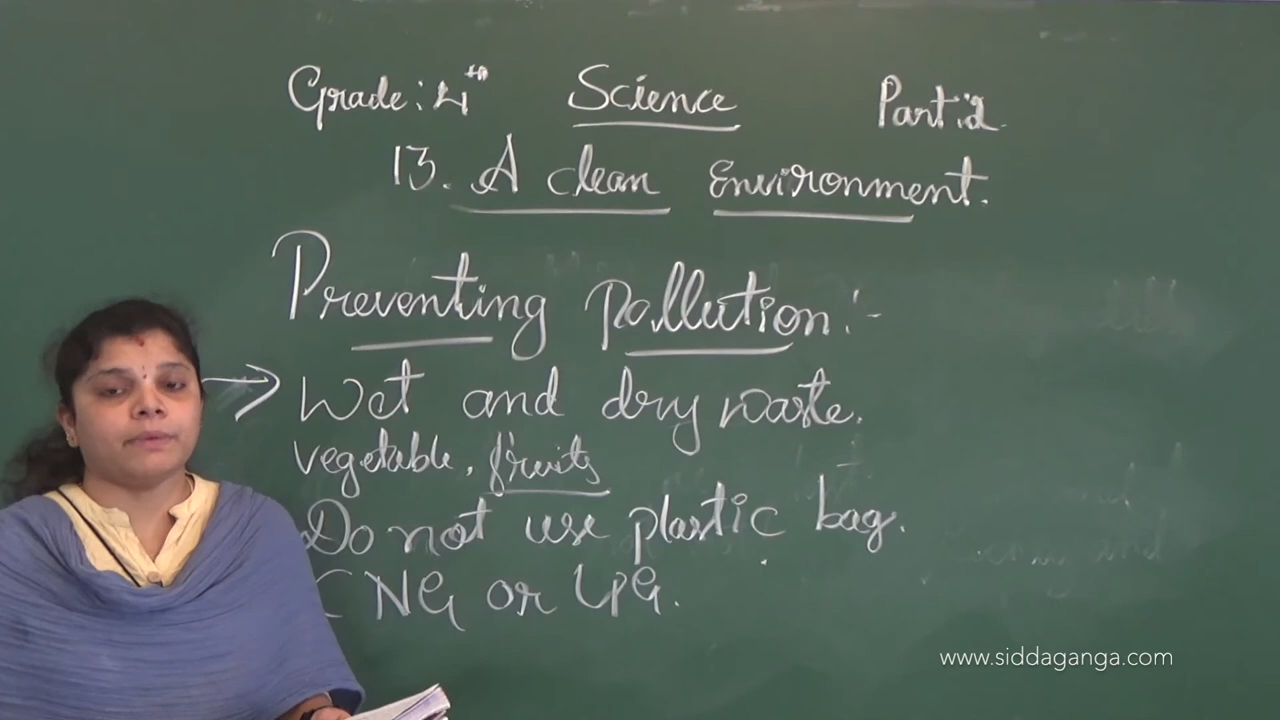 Grade: 4th Science Part: 2
13. A clean Environment.
Preventing Pollution:-
→ Wet and dry waste.
vegetable, fruits
Do not use plastic bag.
CNG or LPG.
www.siddaganga.com